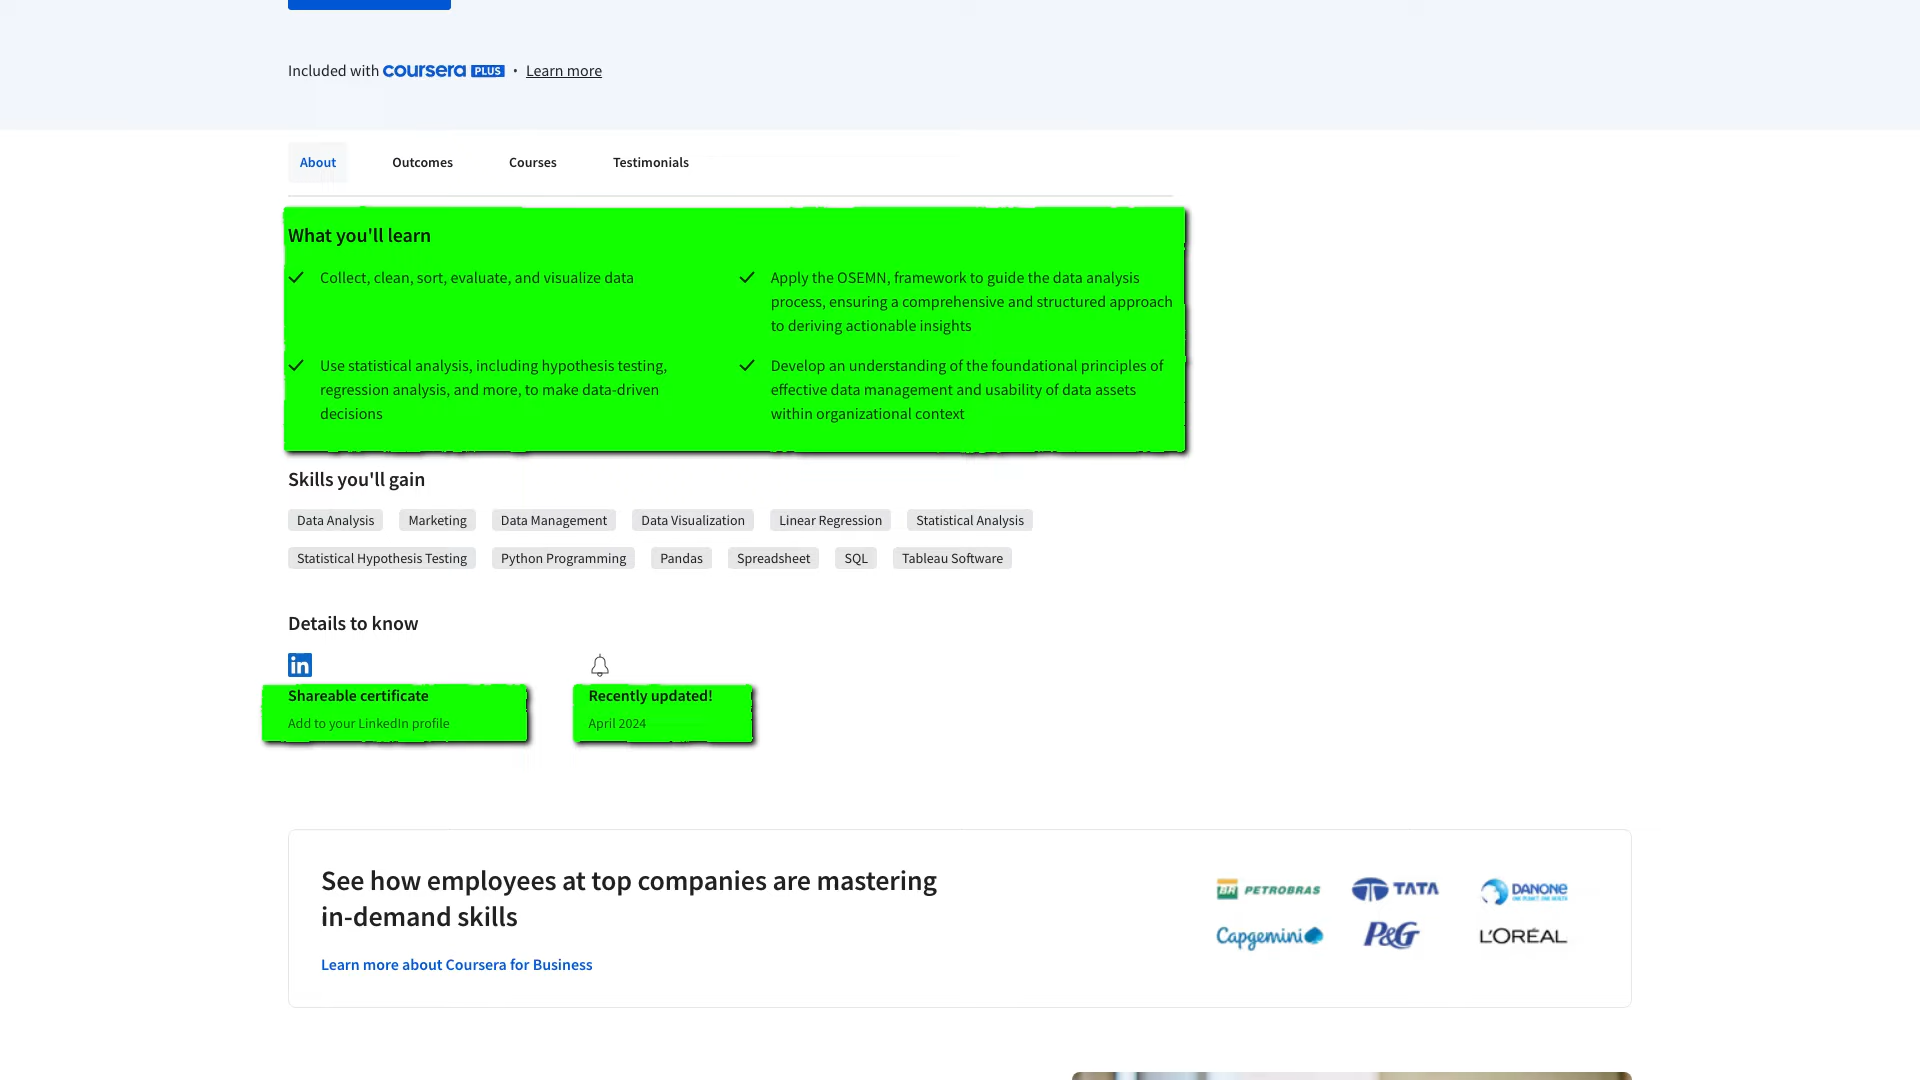 Included with coursera PLUS • Learn more
About Outcomes Courses Testimonials
What you'll learn
Collect, clean, sort, evaluate, and visualize data
Apply the OSEMN, framework to guide the data analysis
process, ensuring a comprehensive and structured approach
to deriving actionable insights
Use statistical analysis, including hypothesis testing,
regression analysis, and more, to make data-driven
decisions
Develop an understanding of the foundational principles of
effective data management and usability of data assets
within organizational context
Skills you'll gain
Data Analysis Marketing Data Management Data Visualization Linear Regression Statistical Analysis
Statistical Hypothesis Testing Python Programming Pandas Spreadsheet SQL Tableau Software
Details to know
in
Shareable certificate
Add to your LinkedIn profile
Recently updated!
April 2024
See how employees at top companies are mastering
in-demand skills
Learn more about Coursera for Business
BR PETROBRAS TATA DANONE
ONE PLANET. ONE HEALTH
Capgemini P&G L'ORÉAL